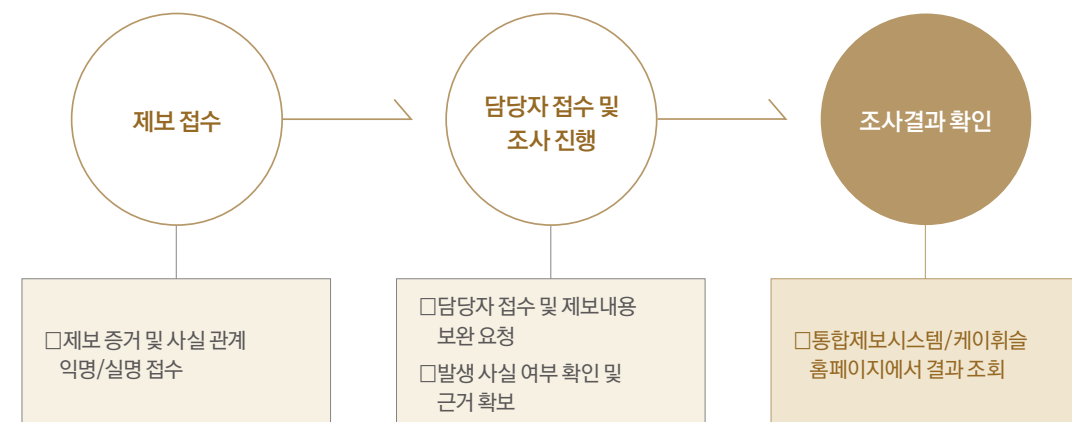 제보 접수
담당자 접수 및
조사 진행
조사결과 확인
□제보 증거 및 사실 관계
익명/실명 접수
□담당자 접수 및 제보내용
보완 요청
□발생 사실 여부 확인 및
근거 확보
□통합제보시스템/케이휘슬
홈페이지에서 결과 조회